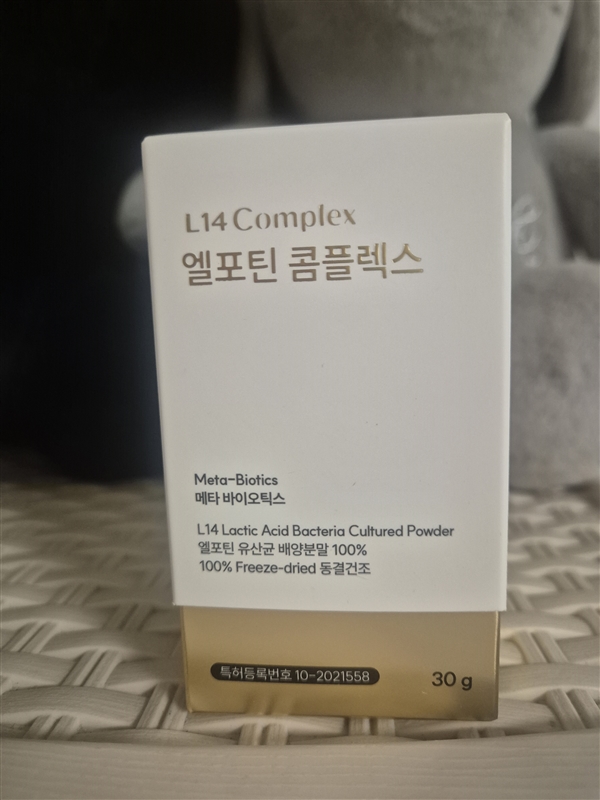 L14 Complex
엘포틴 콤플렉스
Meta-Biotics
메타 바이오틱스
L14 Lactic Acid Bacteria Cultured Powder
엘포틴 유산균 배양분말 100%
100% Freeze-dried 동결건조
특허등록번호 10-2021558
30 g